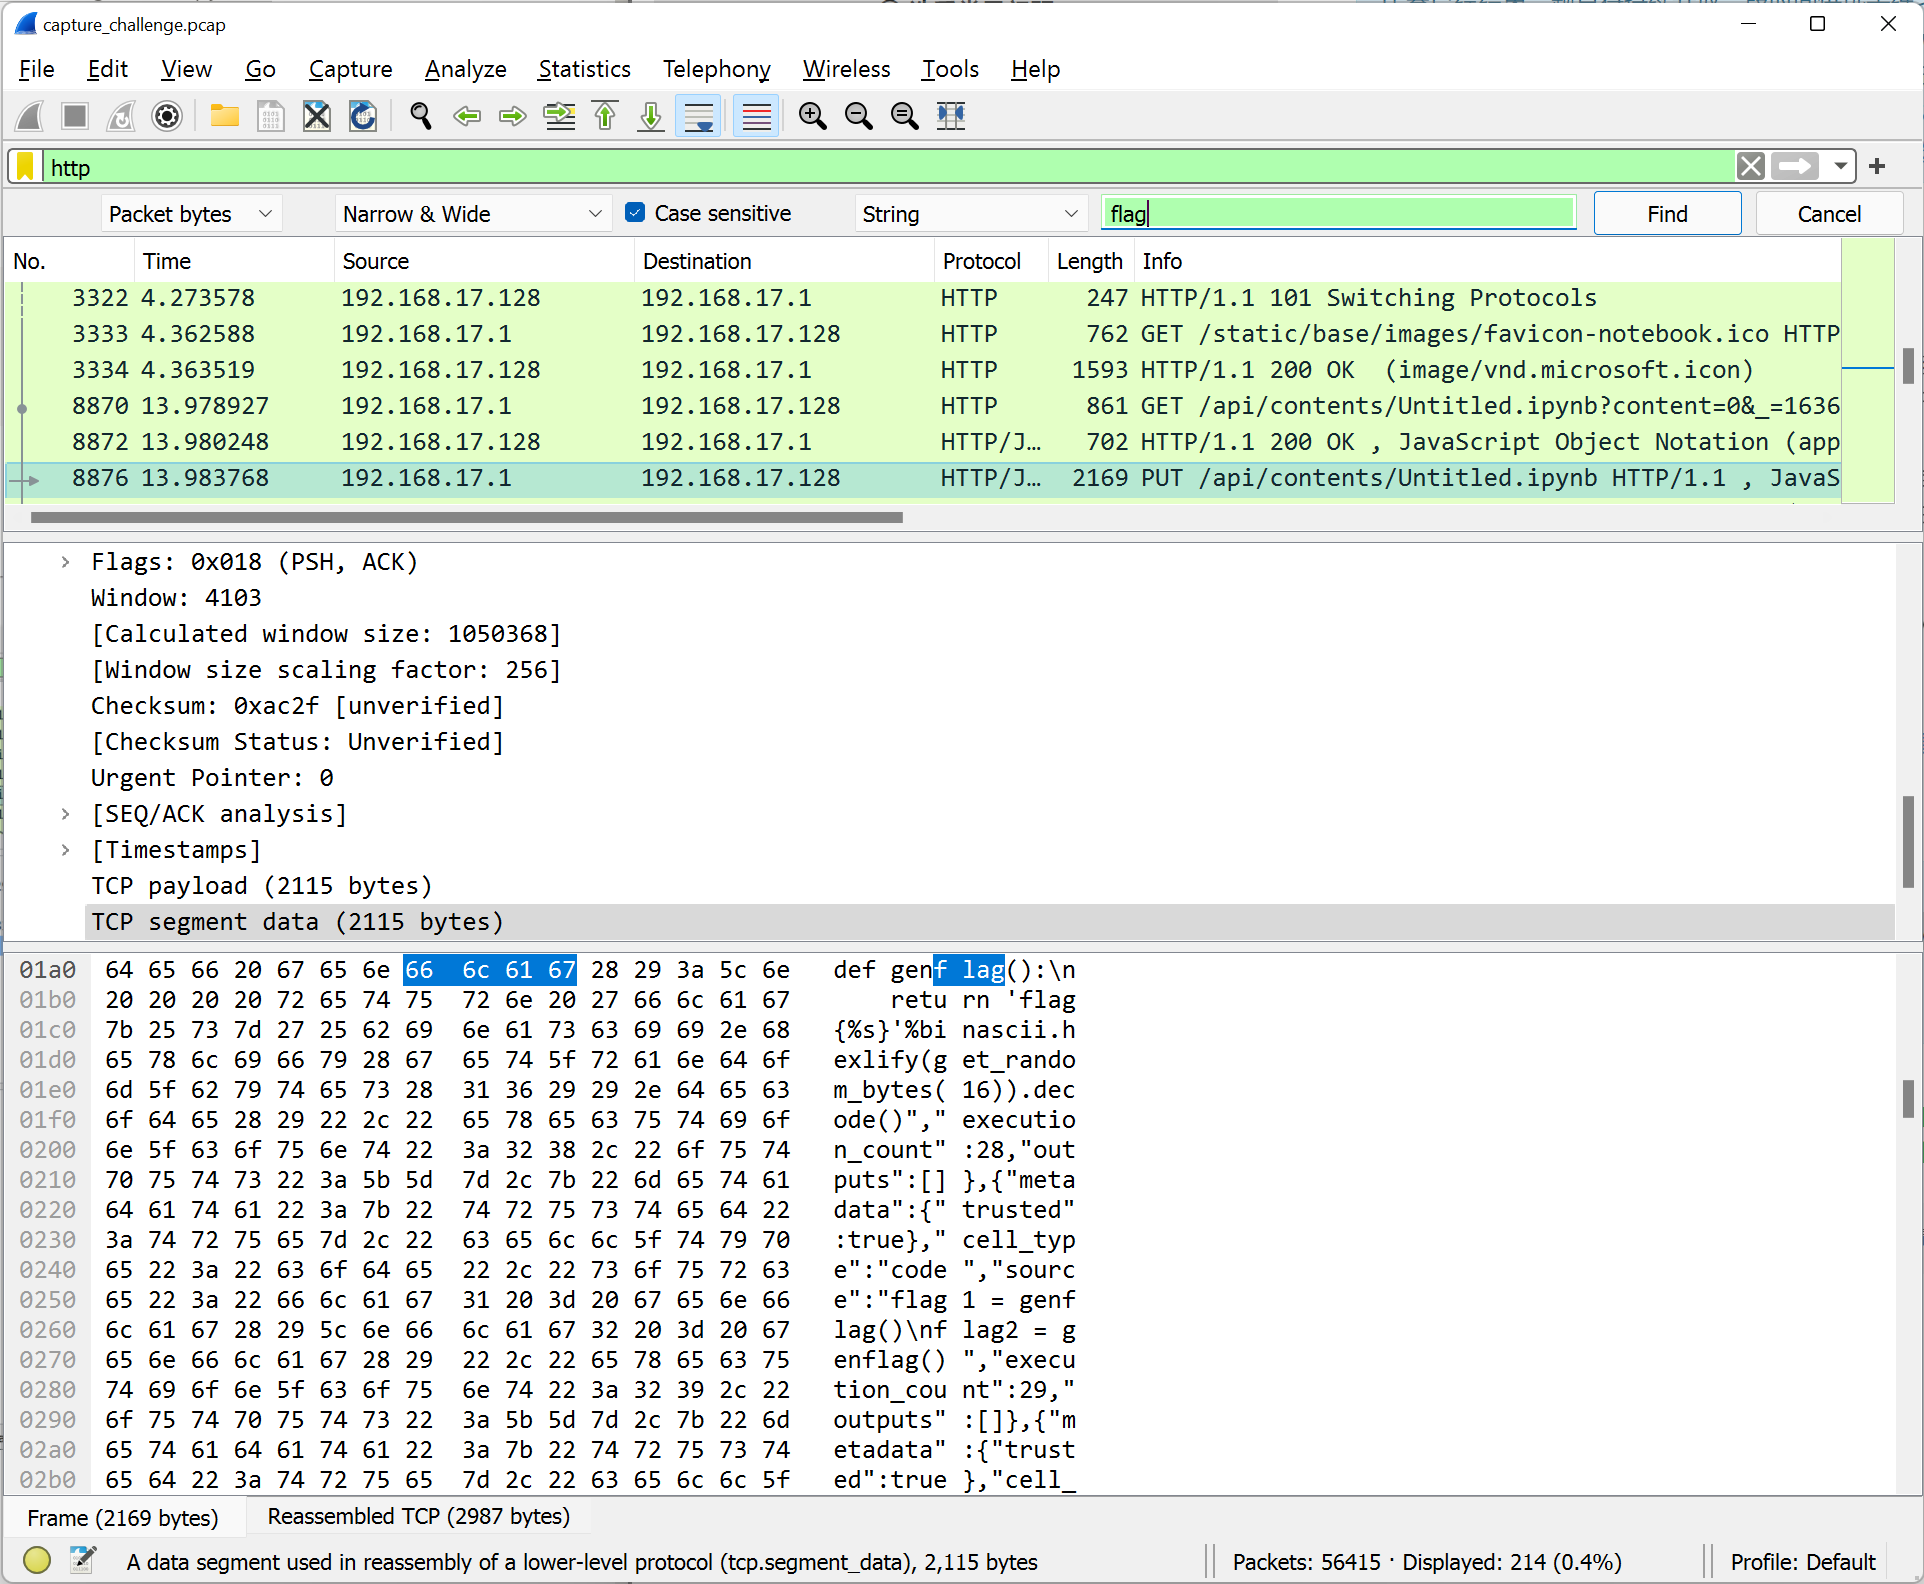 capture_challenge.pcap
File Edit View Go Capture Analyze Statistics Telephony Wireless Tools Help
http
Packet bytes Narrow & Wide Case sensitive String flag Find Cancel
No. Time Source Destination Protocol Length Info
3322 4.273578 192.168.17.128 192.168.17.1 HTTP 247 HTTP/1.1 101 Switching Protocols
3333 4.362588 192.168.17.1 192.168.17.128 HTTP 762 GET /static/base/images/favicon-notebook.ico HTTP
3334 4.363519 192.168.17.128 192.168.17.1 HTTP 1593 HTTP/1.1 200 OK  (image/vnd.microsoft.icon)
8870 13.978927 192.168.17.1 192.168.17.128 HTTP 861 GET /api/contents/Untitled.ipynb?content=0&_=1636
8872 13.980248 192.168.17.128 192.168.17.1 HTTP/J… 702 HTTP/1.1 200 OK , JavaScript Object Notation (app
8876 13.983768 192.168.17.1 192.168.17.128 HTTP/J… 2169 PUT /api/contents/Untitled.ipynb HTTP/1.1 , JavaS
Flags: 0x018 (PSH, ACK)
Window: 4103
[Calculated window size: 1050368]
[Window size scaling factor: 256]
Checksum: 0xac2f [unverified]
[Checksum Status: Unverified]
Urgent Pointer: 0
[SEQ/ACK analysis]
[Timestamps]
TCP payload (2115 bytes)
TCP segment data (2115 bytes)
01a0 64 65 66 20 67 65 6e 66 6c 61 67 28 29 3a 5c 6e def genf lag():\n
01b0 20 20 20 20 72 65 74 75 72 6e 20 27 66 6c 61 67     retu rn 'flag
01c0 7b 25 73 7d 27 25 62 69 6e 61 73 63 69 69 2e 68 {%s}'%bi nascii.h
01d0 65 78 6c 69 66 79 28 67 65 74 5f 72 61 6e 64 6f exlify(g et_rando
01e0 6d 5f 62 79 74 65 73 28 31 36 29 29 2e 64 65 63 m_bytes( 16)).dec
01f0 6f 64 65 28 29 22 2c 22 65 78 65 63 75 74 69 6f ode()"," executio
0200 6e 5f 63 6f 75 6e 74 22 3a 32 38 2c 22 6f 75 74 n_count" :28,"out
0210 70 75 74 73 22 3a 5b 5d 7d 2c 7b 22 6d 65 74 61 puts":[] },{"meta
0220 64 61 74 61 22 3a 7b 22 74 72 75 73 74 65 64 22 data":{" trusted"
0230 3a 74 72 75 65 7d 2c 22 63 65 6c 6c 5f 74 79 70 :true}," cell_typ
0240 65 22 3a 22 63 6f 64 65 22 2c 22 73 6f 75 72 63 e":"code ","sourc
0250 65 22 3a 22 66 6c 61 67 31 20 3d 20 67 65 6e 66 e":"flag 1 = genf
0260 6c 61 67 28 29 5c 6e 66 6c 61 67 32 20 3d 20 67 lag()\nf lag2 = g
0270 65 6e 66 6c 61 67 28 29 22 2c 22 65 78 65 63 75 enflag() ","execu
0280 74 69 6f 6e 5f 63 6f 75 6e 74 22 3a 32 39 2c 22 tion_cou nt":29,"
0290 6f 75 74 70 75 74 73 22 3a 5b 5d 7d 2c 7b 22 6d outputs" :[]},{"m
02a0 65 74 61 64 61 74 61 22 3a 7b 22 74 72 75 73 74 etadata" :{"trust
02b0 65 64 22 3a 74 72 75 65 7d 2c 22 63 65 6c 6c 5f ed":true },"cell_
Frame (2169 bytes) Reassembled TCP (2987 bytes)
A data segment used in reassembly of a lower-level protocol (tcp.segment_data), 2,115 bytes Packets: 56415 · Displayed: 214 (0.4%) Profile: Default